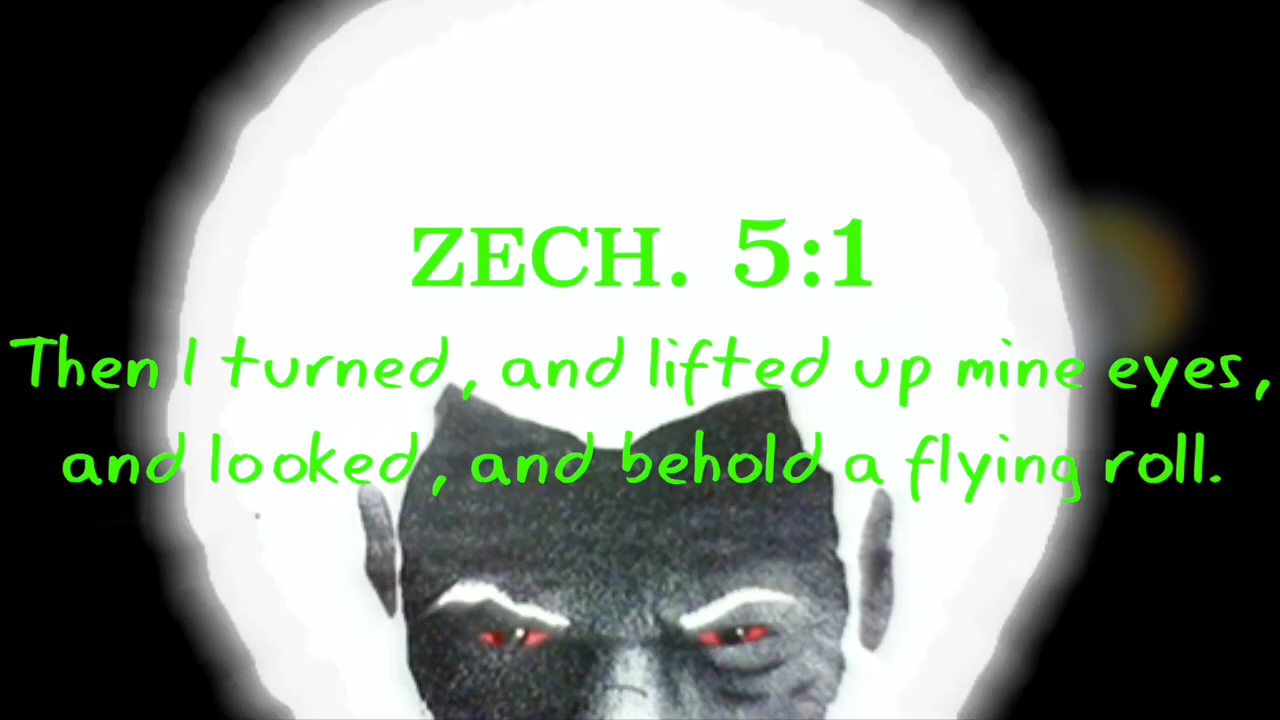 ZECH. 5:1
Then I turned, and lifted up mine eyes,
and looked, and behold a flying roll.